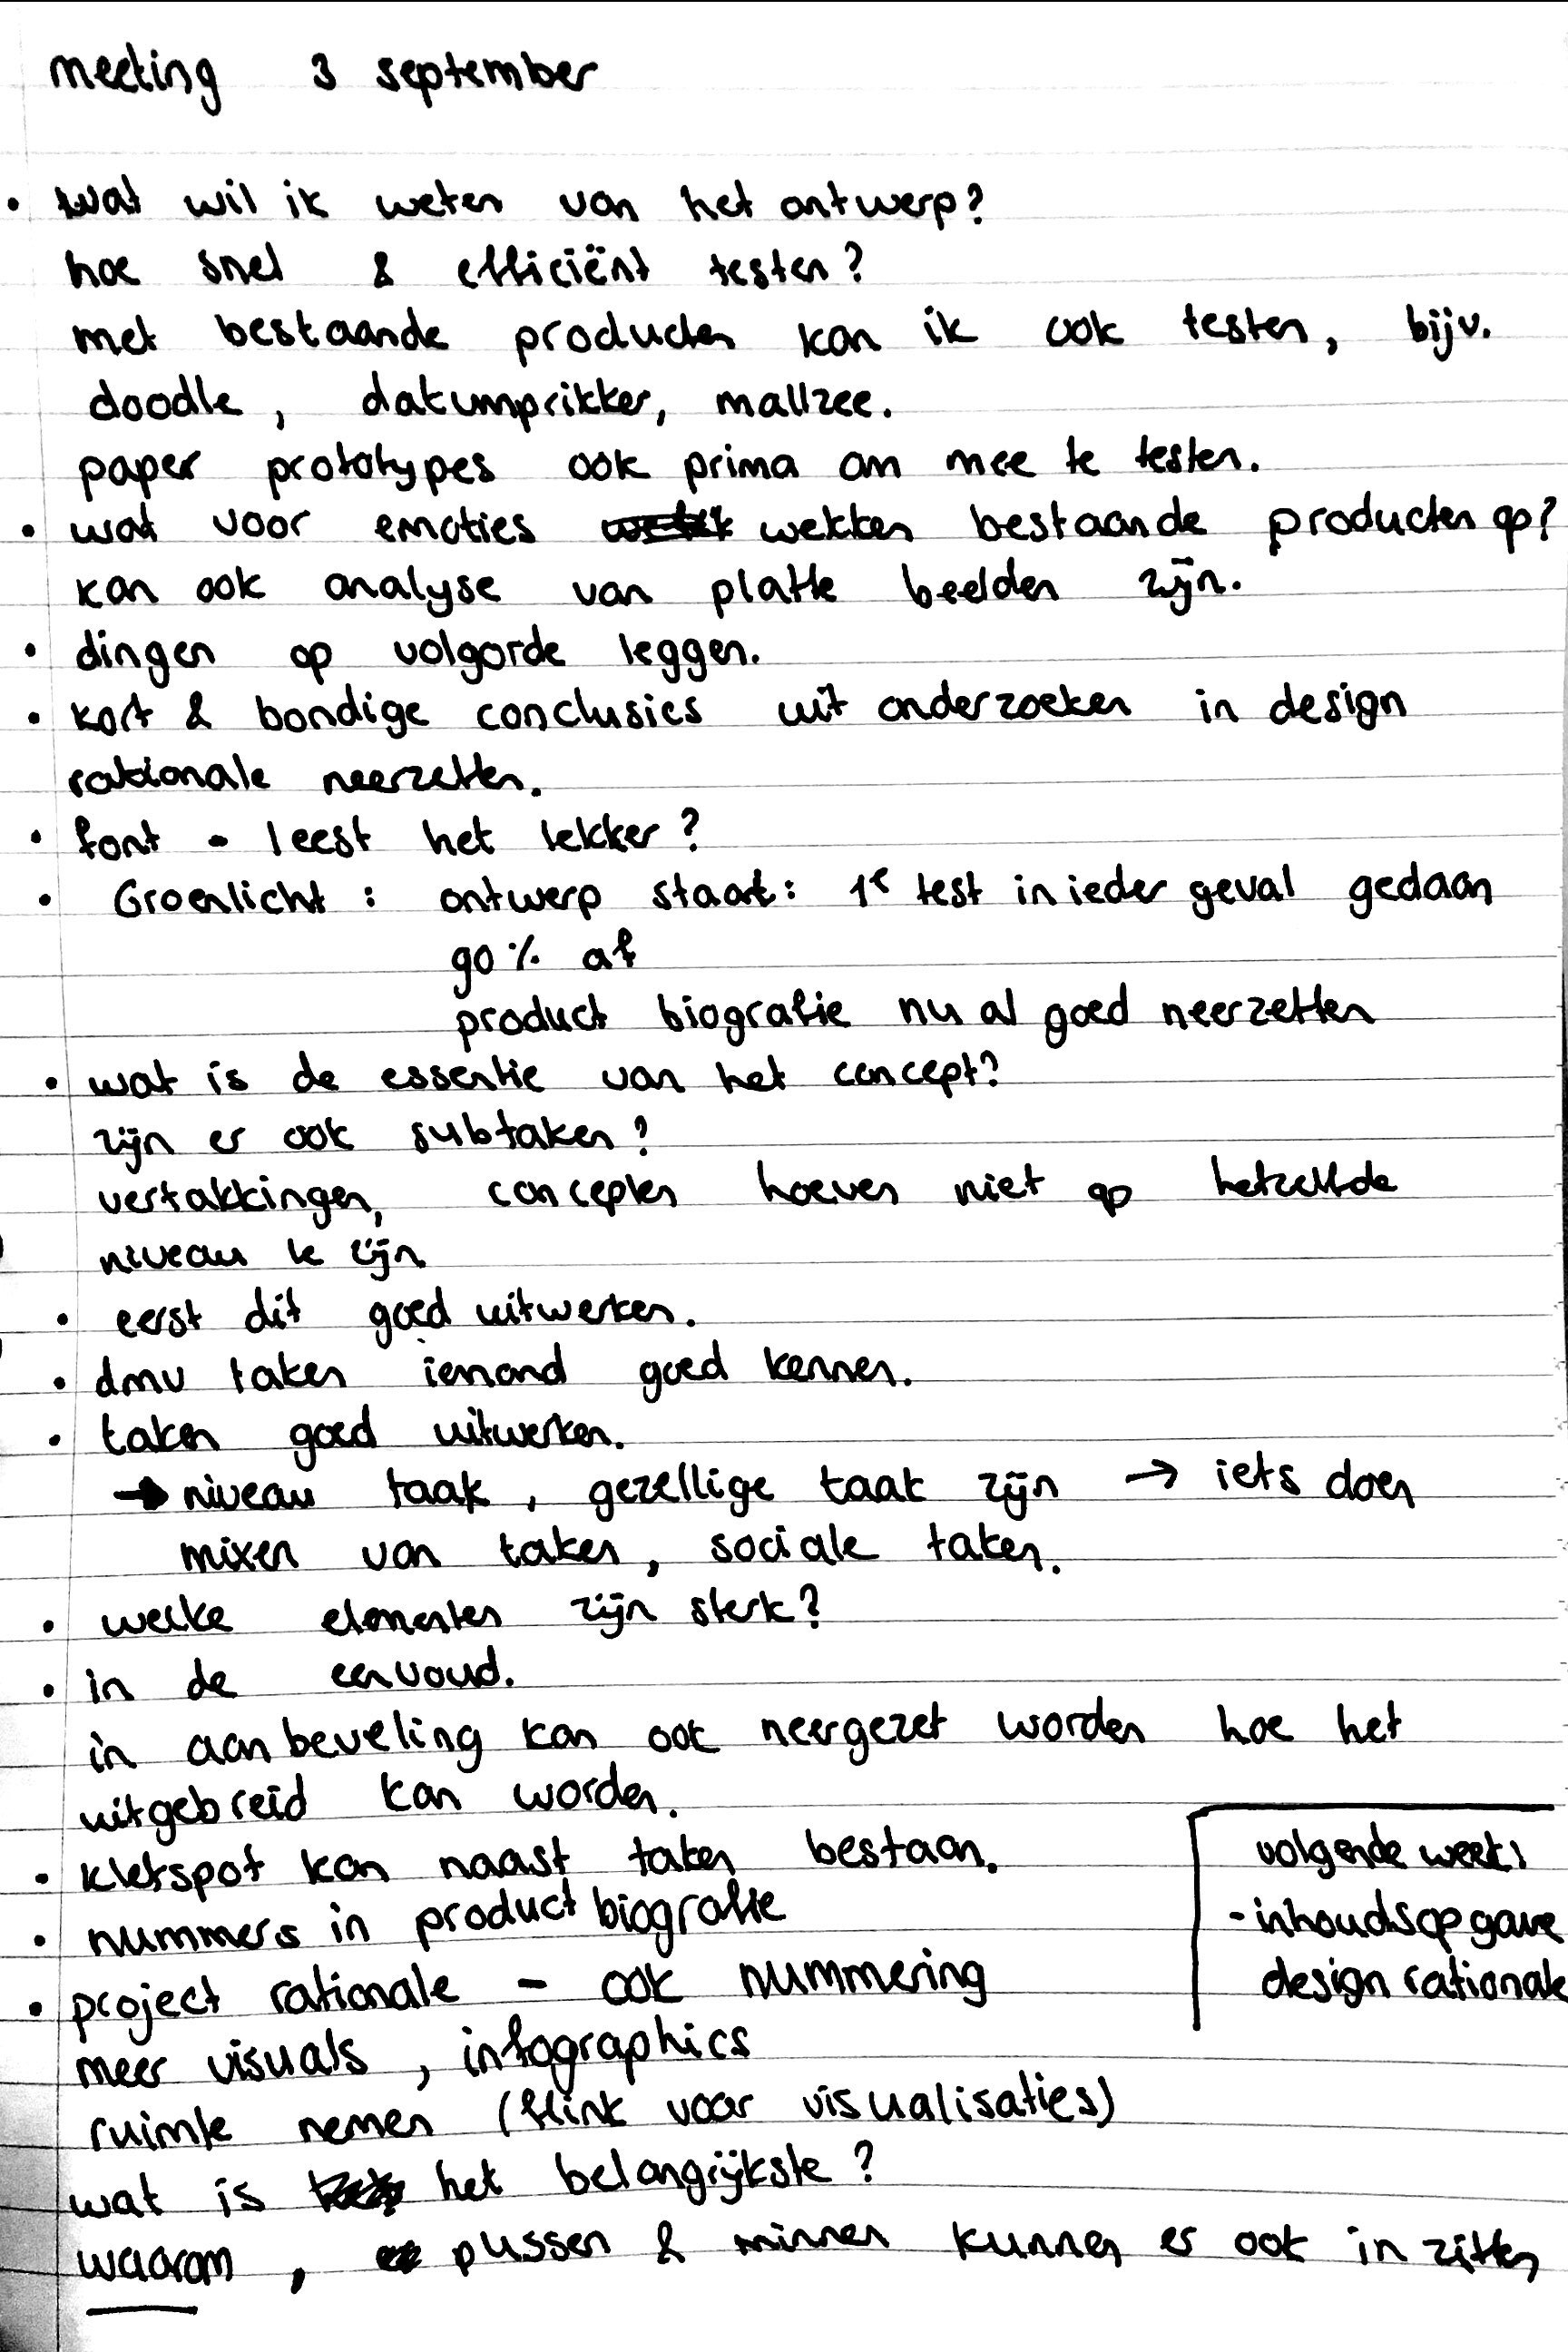 meeting 3 september
• wat wil ik weten van het ontwerp?
hoe snel & efficiënt testen?
met bestaande producten kan ik ook testen, bijv.
doodle, datumprikker, mallzee.
paper prototypes ook prima om mee te testen.
• wat voor emoties wekken bestaande producten op?
kan ook analyse van platte beelden zijn.
• dingen op volgorde leggen.
• kort & bondige conclusies uit onderzoeken in design
rationale neerzetten.
• font - leest het lekker?
• Groenlicht : ontwerp staat: 1e test in ieder geval gedaan
90% af
product biografie nu al goed neerzetten
• wat is de essentie van het concept?
zijn er ook subtaken?
vertakkingen, concepten hoeven niet op hetzelfde
niveau te zijn
• eerst dit goed uitwerken.
• dmv taken iemand goed kennen.
• taken goed uitwerken.
→ niveau taak, gezellige taak zijn → iets doen
mixen van taken, sociale taken.
• welke elementen zijn sterk?
• in de eenvoud.
in aanbeveling kan ook neergezet worden hoe het
uitgebreid kan worden.
• kletspot kan naast taken bestaan.
• nummers in product biografie
• project rationale - ook nummering
meer visuals, infographics
ruimte nemen (flink voor visualisaties)
wat is het belangrijkste?
waarom, plussen & minnen kunnen er ook in zitten
volgende week:
- inhoudsopgave
design rationale